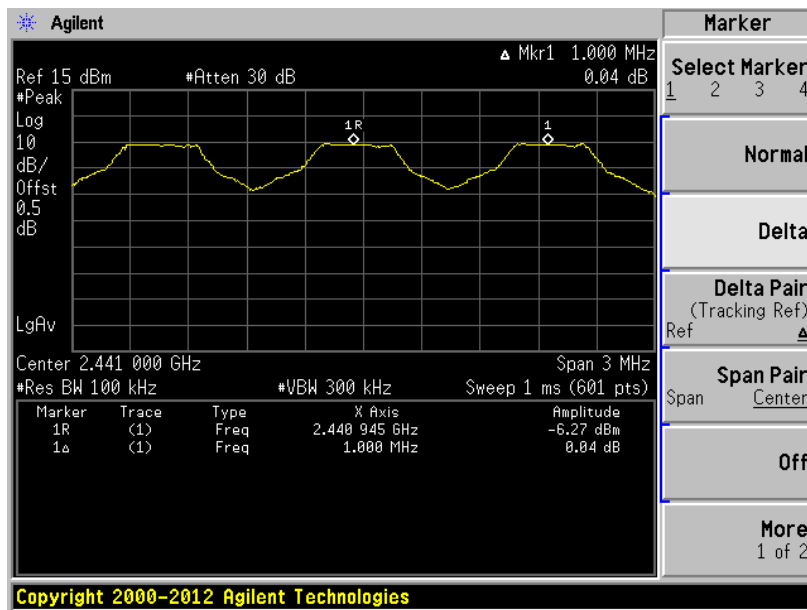 Agilent
Marker
Δ Mkr1 1.000 MHz
Ref 15 dBm #Atten 30 dB 0.04 dB
#Peak
Log
10
dB/
Offst
0.5
dB
1R 1
LgAv
Center 2.441 000 GHz Span 3 MHz
#Res BW 100 kHz #VBW 300 kHz Sweep 1 ms (601 pts)
Marker Trace Type X Axis Amplitude
1R (1) Freq 2.440 945 GHz -6.27 dBm
1Δ (1) Freq 1.000 MHz 0.04 dB
Select Marker
1 2 3 4
Normal
Delta
Delta Pair
(Tracking Ref)
Ref Δ
Span Pair
Span Center
Off
More
1 of 2
Copyright 2000-2012 Agilent Technologies